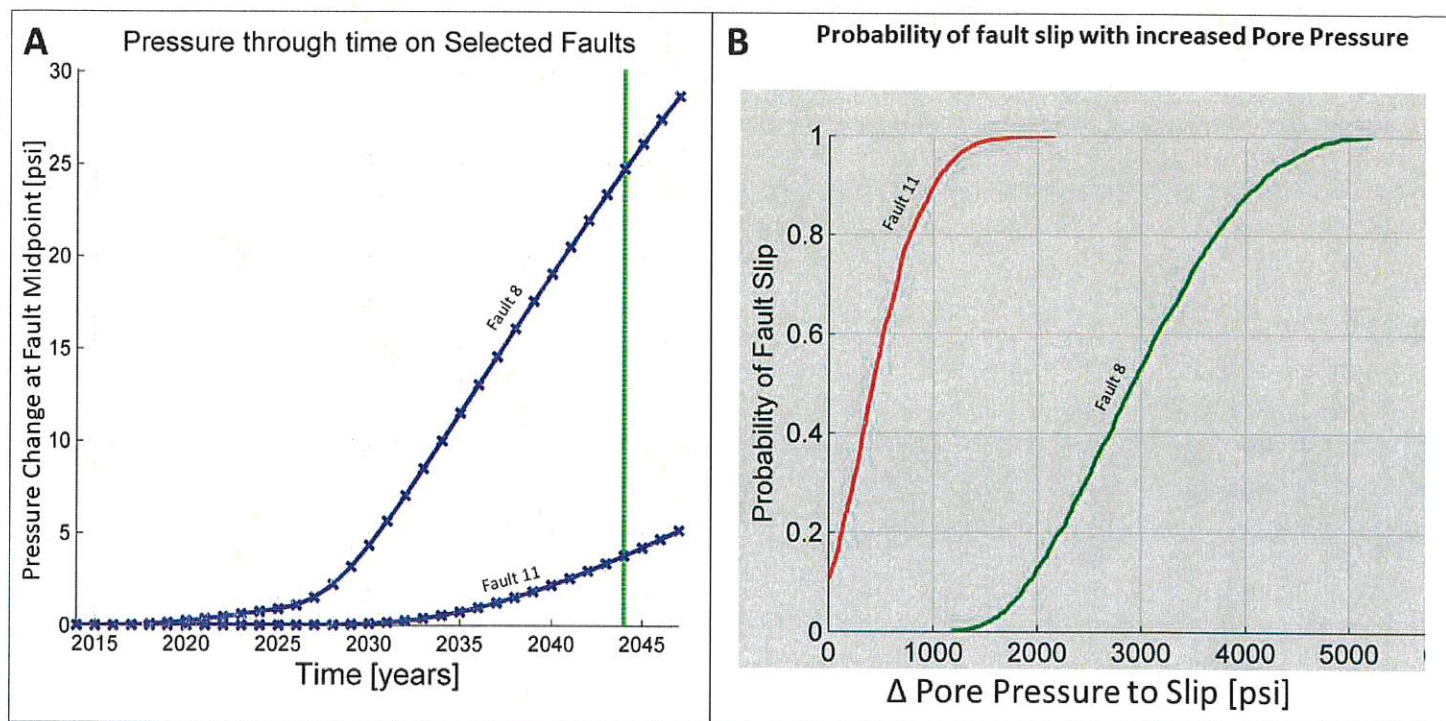 A
Pressure through time on Selected Faults
Pressure Change at Fault Midpoint [psi]
30
25
20
15
10
5
0
Fault 8
Fault 11
2015
2020
2025
2030
2035
2040
2045
Time [years]
B
Probability of fault slip with increased Pore Pressure
Probability of Fault Slip
1
0.8
0.6
0.4
0.2
0
Fault 11
Fault 8
0
1000
2000
3000
4000
5000
Δ Pore Pressure to Slip [psi]